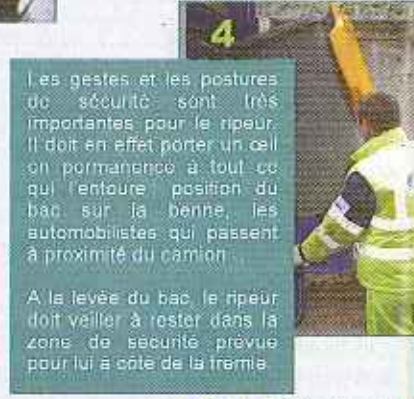 4
Les gestes et les postures
de sécurité sont très
importantes pour le ripeur.
Il doit en effet porter un œil
en permanence à tout ce
qui l'entoure : position du
bac sur la benne, les
automobilistes qui passent
à proximité du camion...
A la levée du bac, le ripeur
doit veiller à rester dans la
zone de sécurité prévue
pour lui à côté de la trémie.